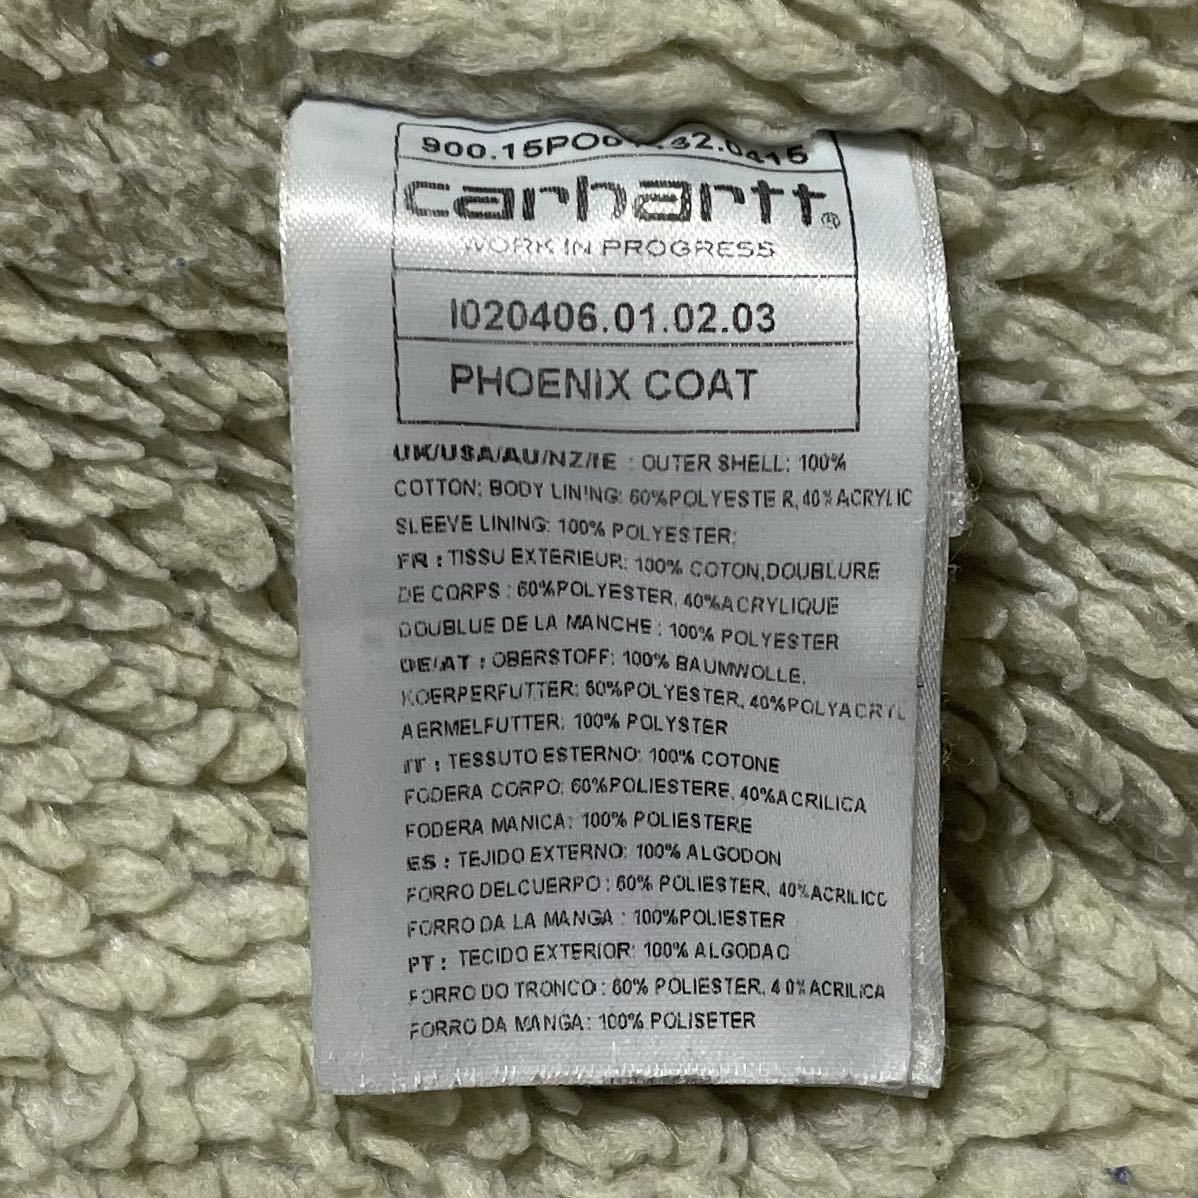 carhartt®
WORK IN PROGRESS
I020406.01.02.03
PHOENIX COAT
UK/USA/AU/NZ/IE : OUTER SHELL: 100%
COTTON: BODY LINING: 60%POLYESTE R, 40%ACRYLIC
SLEEVE LINING: 100% POLYESTER;
FR : TISSU EXTERIEUR: 100% COTON,DOUBLURE
DE CORPS : 60%POLYESTER, 40%ACRYLIQUE
DOUBLUE DE LA MANCHE : 100% POLYESTER
DE/AT : OBERSTOFF: 100% BAUMWOLLE,
KOERPERFUTTER: 60%POLYESTER, 40%POLYACRYL
AERMELFUTTER: 100% POLYSTER
IT : TESSUTO ESTERNO: 100% COTONE
FODERA CORPO: 60%POLIESTERE, 40%ACRILICA
FODERA MANICA: 100% POLIESTERE
ES : TEJIDO EXTERNO: 100% ALGODON
FORRO DELCUERPO : 60% POLIESTER, 40%ACRILICO
FORRO DA LA MANGA : 100%POLIESTER
PT : TECIDO EXTERIOR: 100% ALGODAO
FORRO DO TRONCO : 60% POLIESTER, 4 0%ACRILICA
FORRO DA MANGA: 100% POLISETER